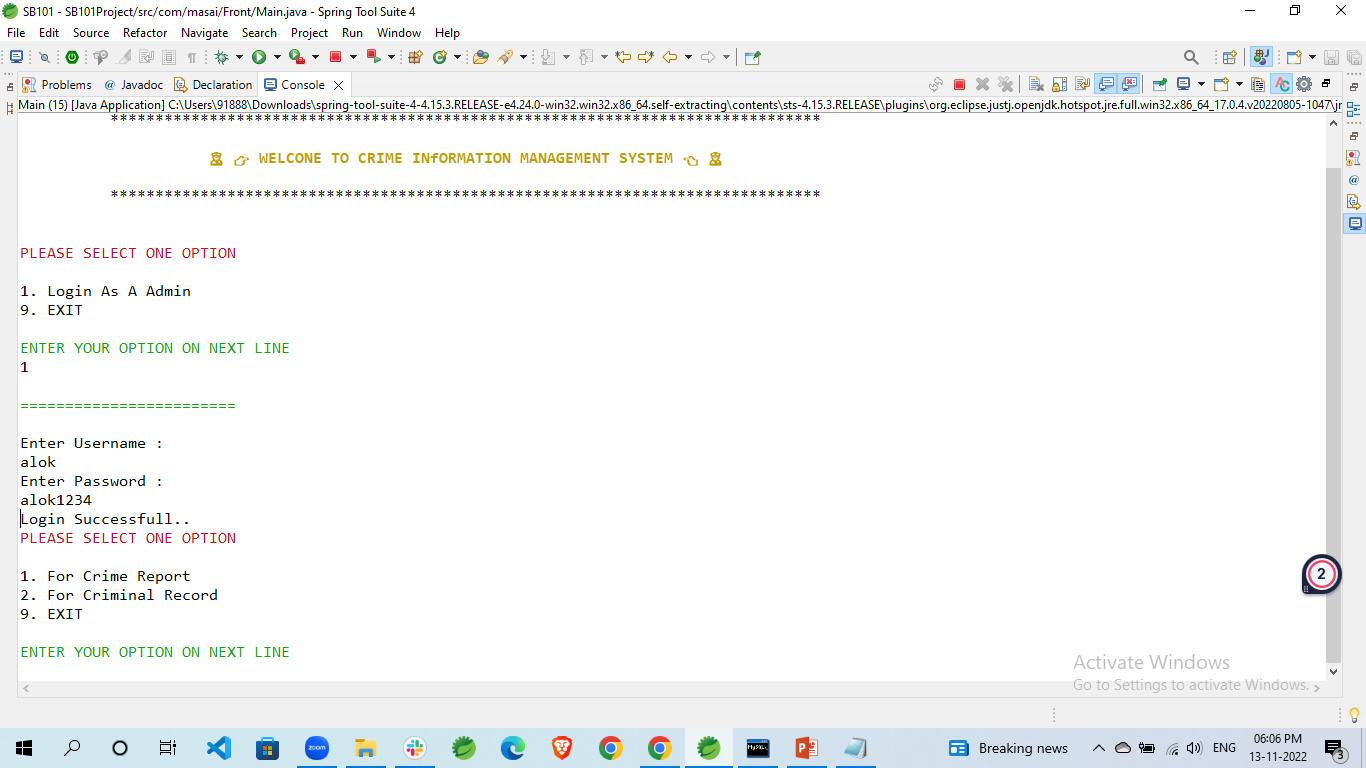 SB101 - SB101Project/src/com/masai/Front/Main.java - Spring Tool Suite 4
File Edit Source Refactor Navigate Search Project Run Window Help
Problems @ Javadoc Declaration Console
Main (15) [Java Application] C:\Users\91888\Downloads\spring-tool-suite-4-4.15.3.RELEASE-e4.24.0-win32.win32.x86_64.self-extracting\contents\sts-4.15.3.RELEASE\plugins\org.eclipse.justj.openjdk.hotspot.jre.full.win32.x86_64_17.0.4.v20220805-1047\jr
*******************************************************************************
WELCONE TO CRIME INfORMATION MANAGEMENT SYSTEM
*******************************************************************************
PLEASE SELECT ONE OPTION
1. Login As A Admin
9. EXIT
ENTER YOUR OPTION ON NEXT LINE
1
========================
Enter Username :
alok
Enter Password :
alok1234
Login Successfull..
PLEASE SELECT ONE OPTION
1. For Crime Report
2. For Criminal Record
9. EXIT
ENTER YOUR OPTION ON NEXT LINE
2
Activate Windows
Go to Settings to activate Windows.
zoom
MySQL
Breaking news
ENG
06:06 PM
13-11-2022
3